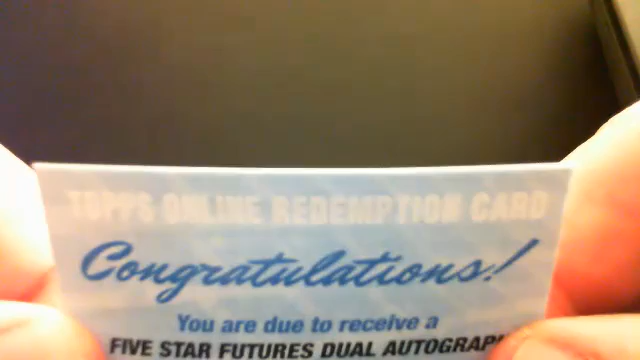 TOPPS ONLINE REDEMPTION CARD
Congratulations!
You are due to receive a
FIVE STAR FUTURES DUAL